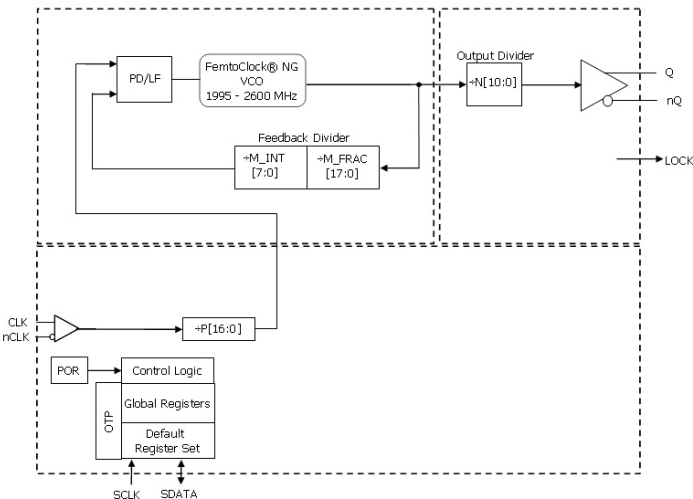 PD/LF
FemtoClock® NG
VCO
1995 - 2600 MHz
Output Divider
÷N[10:0]
Q
nQ
Feedback Divider
÷M_INT
[7:0]
÷M_FRAC
[17:0]
LOCK
CLK
nCLK
÷P[16:0]
POR
Control Logic
OTP
Global Registers
Default
Register Set
SCLK
SDATA